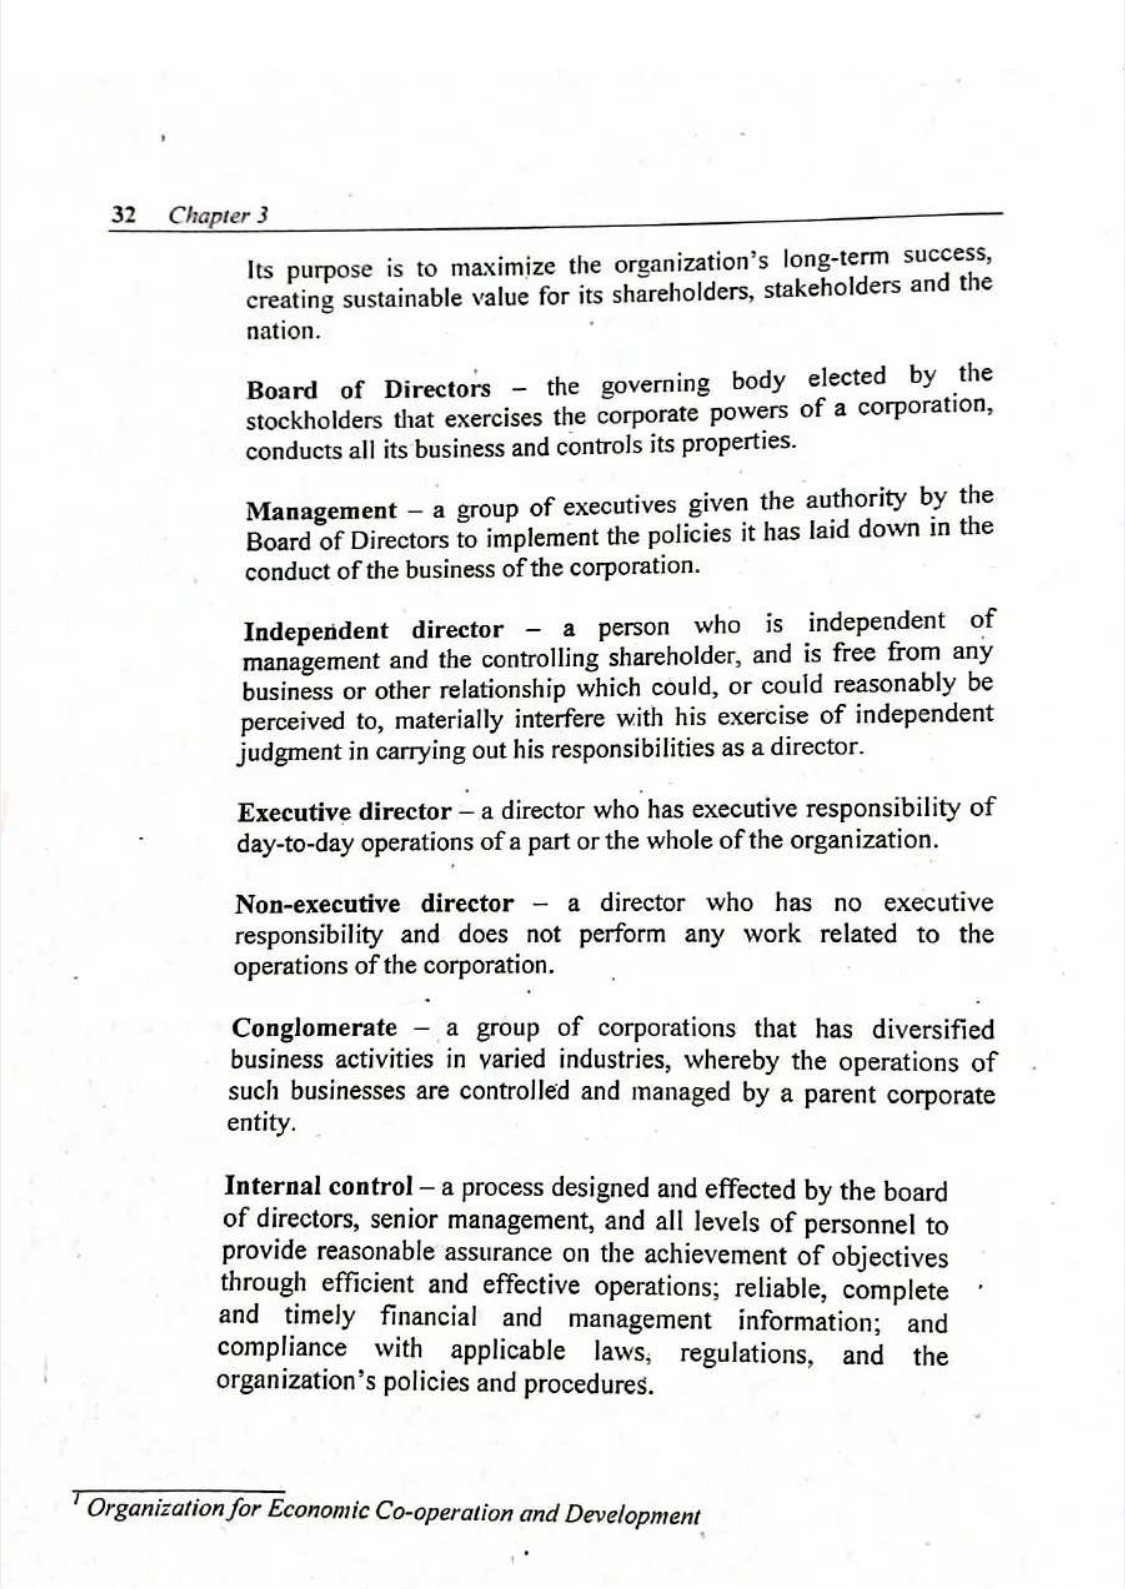 32 Chapter 3
Its purpose is to maximize the organization's long-term success,
creating sustainable value for its shareholders, stakeholders and the
nation.
Board of Directors – the governing body elected by the
stockholders that exercises the corporate powers of a corporation,
conducts all its business and controls its properties.
Management – a group of executives given the authority by the
Board of Directors to implement the policies it has laid down in the
conduct of the business of the corporation.
Independent director – a person who is independent of
management and the controlling shareholder, and is free from any
business or other relationship which could, or could reasonably be
perceived to, materially interfere with his exercise of independent
judgment in carrying out his responsibilities as a director.
Executive director – a director who has executive responsibility of
day-to-day operations of a part or the whole of the organization.
Non-executive director – a director who has no executive
responsibility and does not perform any work related to the
operations of the corporation.
Conglomerate – a group of corporations that has diversified
business activities in varied industries, whereby the operations of
such businesses are controlled and managed by a parent corporate
entity.
Internal control – a process designed and effected by the board
of directors, senior management, and all levels of personnel to
provide reasonable assurance on the achievement of objectives
through efficient and effective operations; reliable, complete
and timely financial and management information; and
compliance with applicable laws, regulations, and the
organization's policies and procedures.
1 Organization for Economic Co-operation and Development